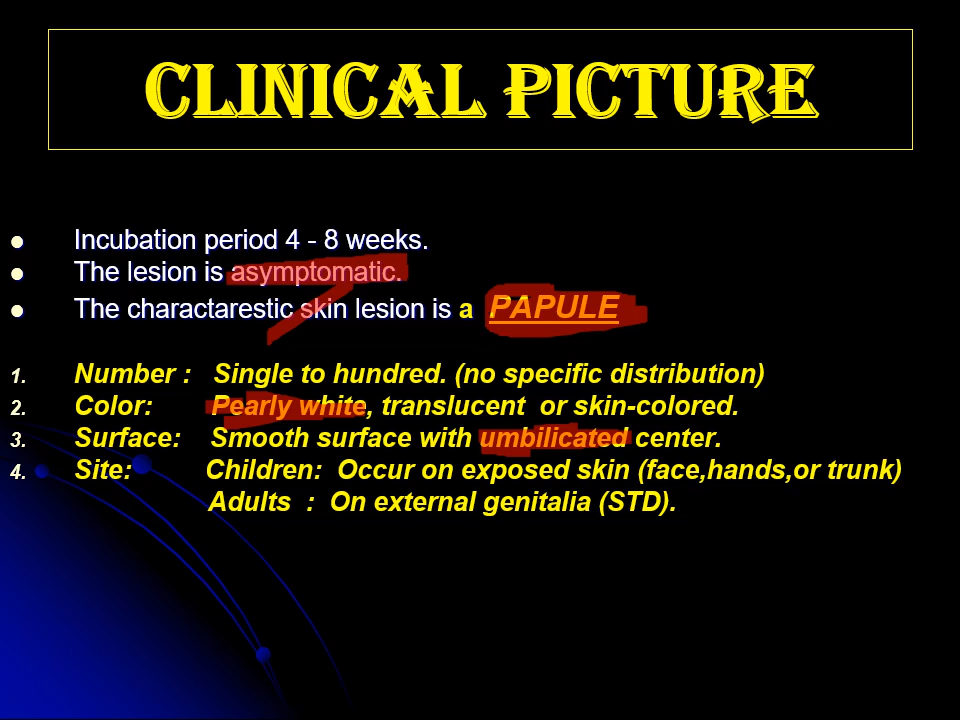 CLINICAL PICTURE
Incubation period 4 - 8 weeks.
The lesion is asymptomatic.
The charactarestic skin lesion is a PAPULE
1. Number : Single to hundred. (no specific distribution)
2. Color: Pearly white, translucent or skin-colored.
3. Surface: Smooth surface with umbilicated center.
4. Site: Children: Occur on exposed skin (face,hands,or trunk)
Adults : On external genitalia (STD).